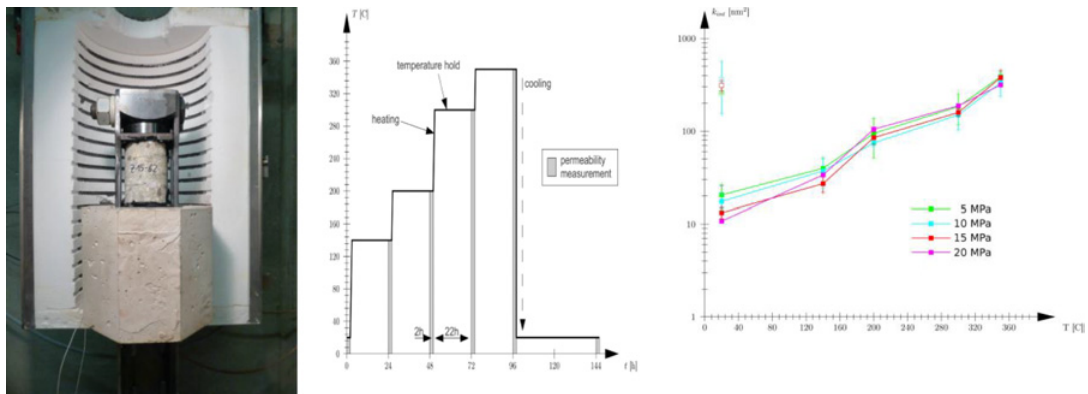 T [C]
360
320
280
240
200
160
120
80
40
0
temperature hold
heating
cooling
permeability
measurement
2h
22h
0
24
48
72
96
120
144
t [h]
k_int [nm²]
1000
100
10
1
5 MPa
10 MPa
15 MPa
20 MPa
0
40
80
120
160
200
240
280
320
360
T [C]